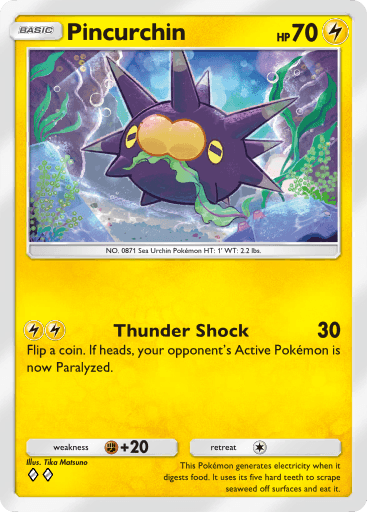 BASIC Pincurchin HP 70
NO. 0871 Sea Urchin Pokémon HT: 1' WT: 2.2 lbs.
Thunder Shock 30
Flip a coin. If heads, your opponent's Active Pokémon is
now Paralyzed.
weakness +20 retreat
Illus. Tika Matsuno
This Pokémon generates electricity when it
digests food. It uses its five hard teeth to scrape
seaweed off surfaces and eat it.